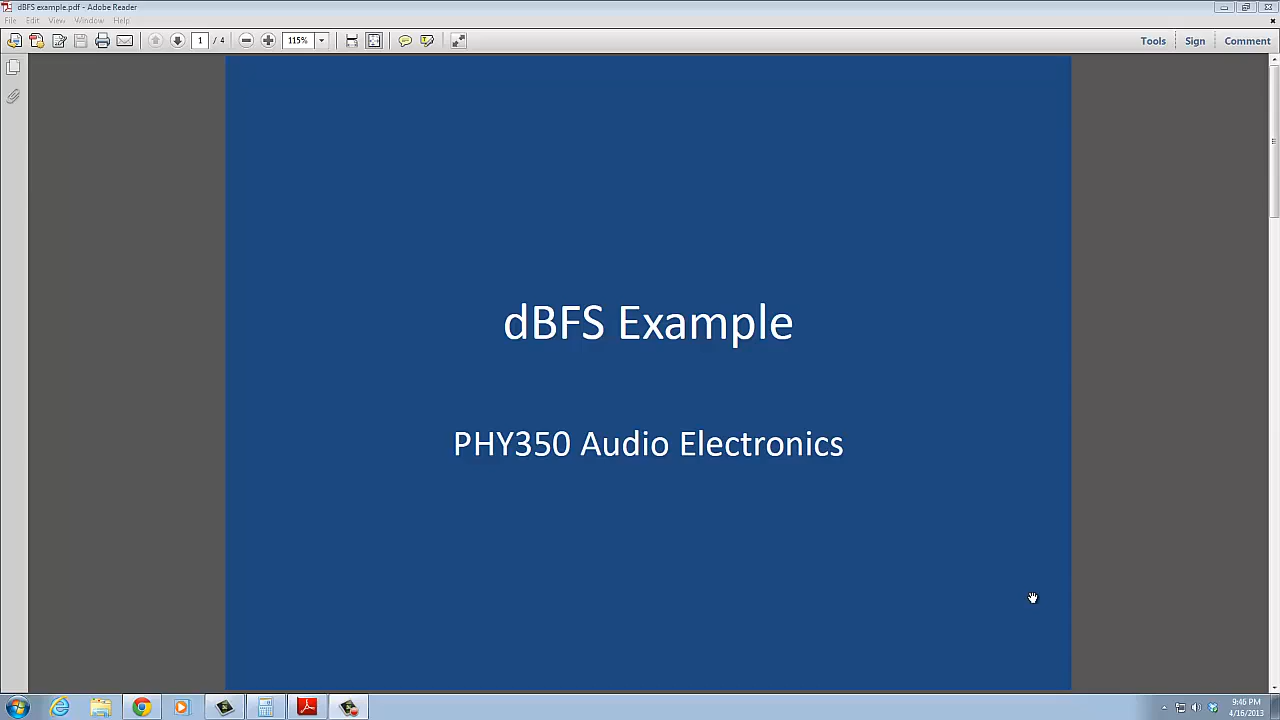 dBFS example.pdf - Adobe Reader
File Edit View Window Help
1 / 4 115% Tools Sign Comment
dBFS Example
PHY350 Audio Electronics
9:46 PM
4/16/2013